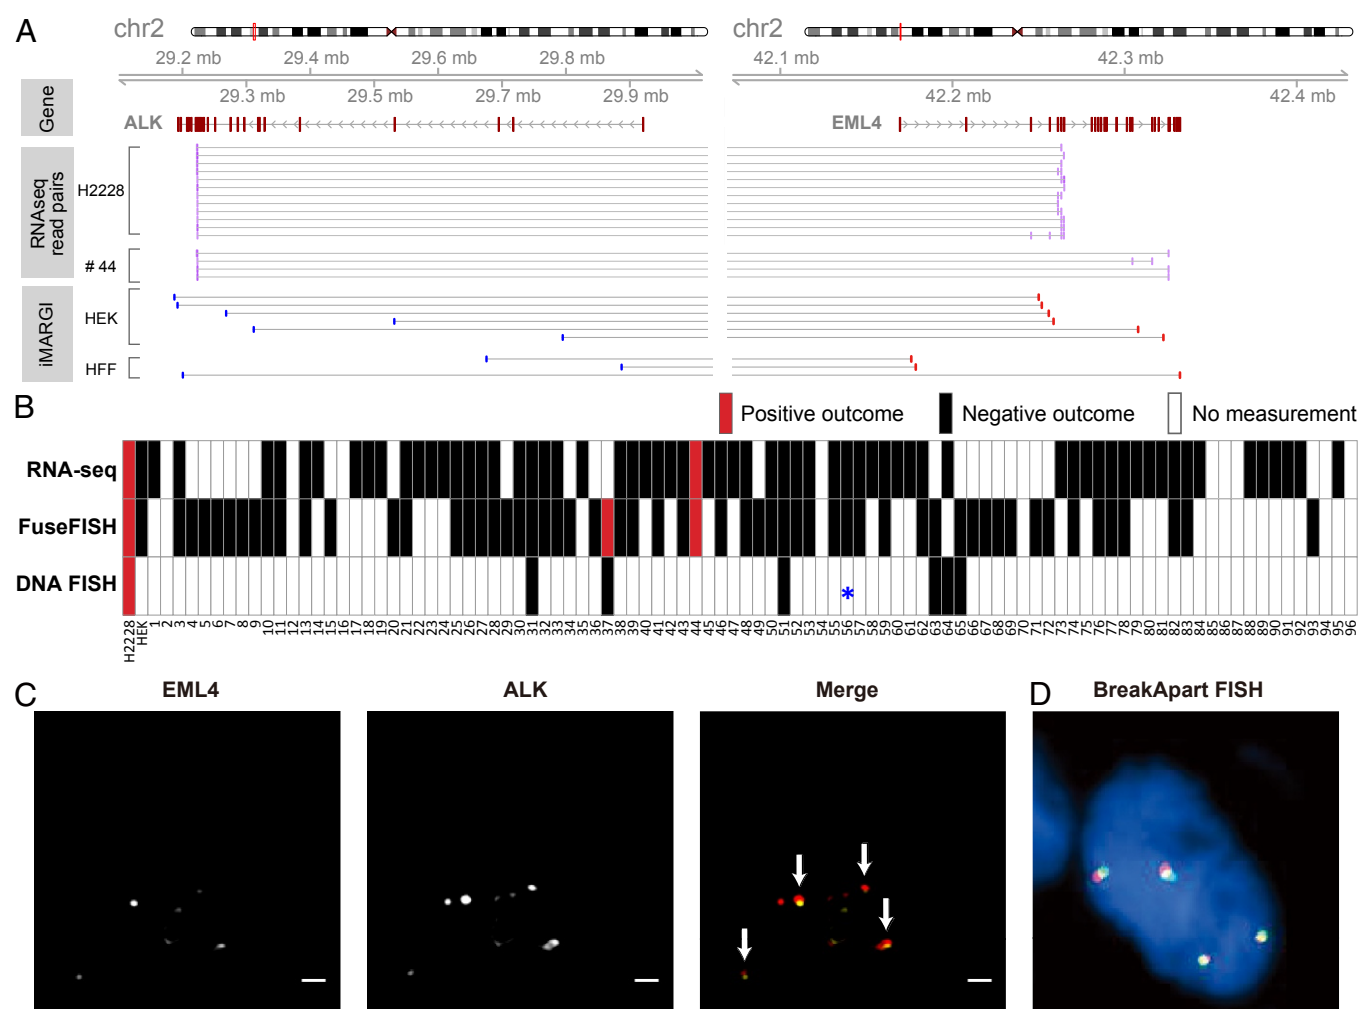 A
chr2
chr2
29.2 mb 29.4 mb 29.6 mb 29.8 mb
42.1 mb 42.3 mb
29.3 mb 29.5 mb 29.7 mb 29.9 mb
42.2 mb 42.4 mb
Gene
ALK
EML4
RNAseq
read pairs
H2228
# 44
iMARGI
HEK
HFF
B
Positive outcome
Negative outcome
No measurement
RNA-seq
FuseFISH
DNA FISH
*
H2228 HEK 1 2 3 4 5 6 7 8 9 10 11 12 13 14 15 16 17 18 19 20 21 22 23 24 25 26 27 28 29 30 31 32 33 34 35 36 37 38 39 40 41 42 43 44 45 46 47 48 49 50 51 52 53 54 55 56 57 58 59 60 61 62 63 64 65 66 67 68 69 70 71 72 73 74 75 76 77 78 79 80 81 82 83 84 85 86 87 88 89 90 91 92 93 94 95 96
C
EML4
ALK
Merge
D
BreakApart FISH